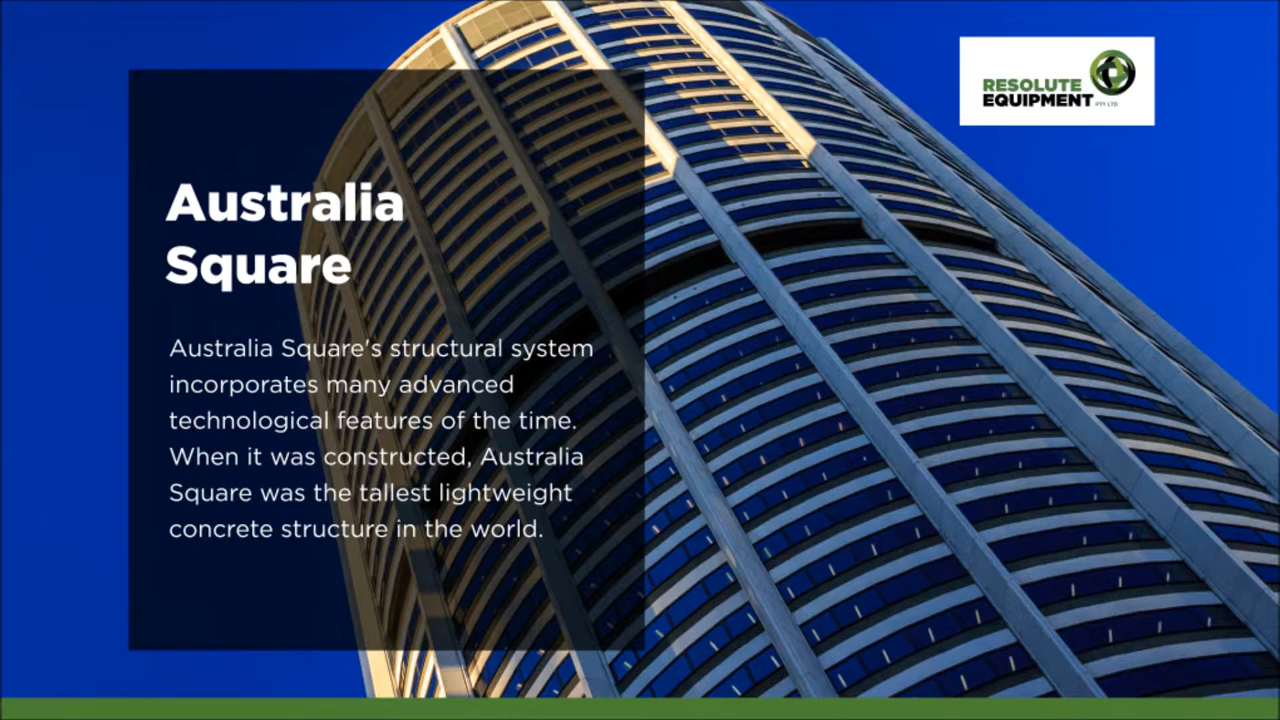 RESOLUTE
EQUIPMENT PTY LTD
Australia
Square
Australia Square's structural system
incorporates many advanced
technological features of the time.
When it was constructed, Australia
Square was the tallest lightweight
concrete structure in the world.